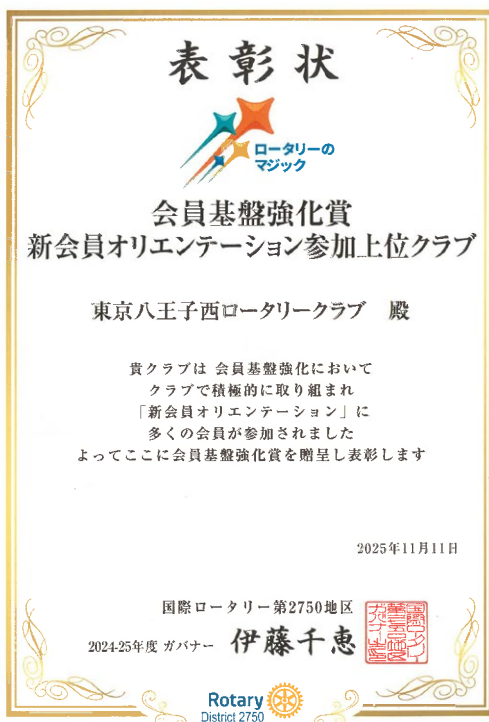 表彰状
ロータリーの
マジック
会員基盤強化賞
新会員オリエンテーション参加上位クラブ
東京八王子西ロータリークラブ　殿
貴クラブは 会員基盤強化において
クラブで積極的に取り組まれ
「新会員オリエンテーション」に
多くの会員が参加されました
よってここに会員基盤強化賞を贈呈し表彰します
2025年11月11日
国際ロータリー第2750地区
2024-25年度 ガバナー　伊藤千恵
Rotary
District 2750